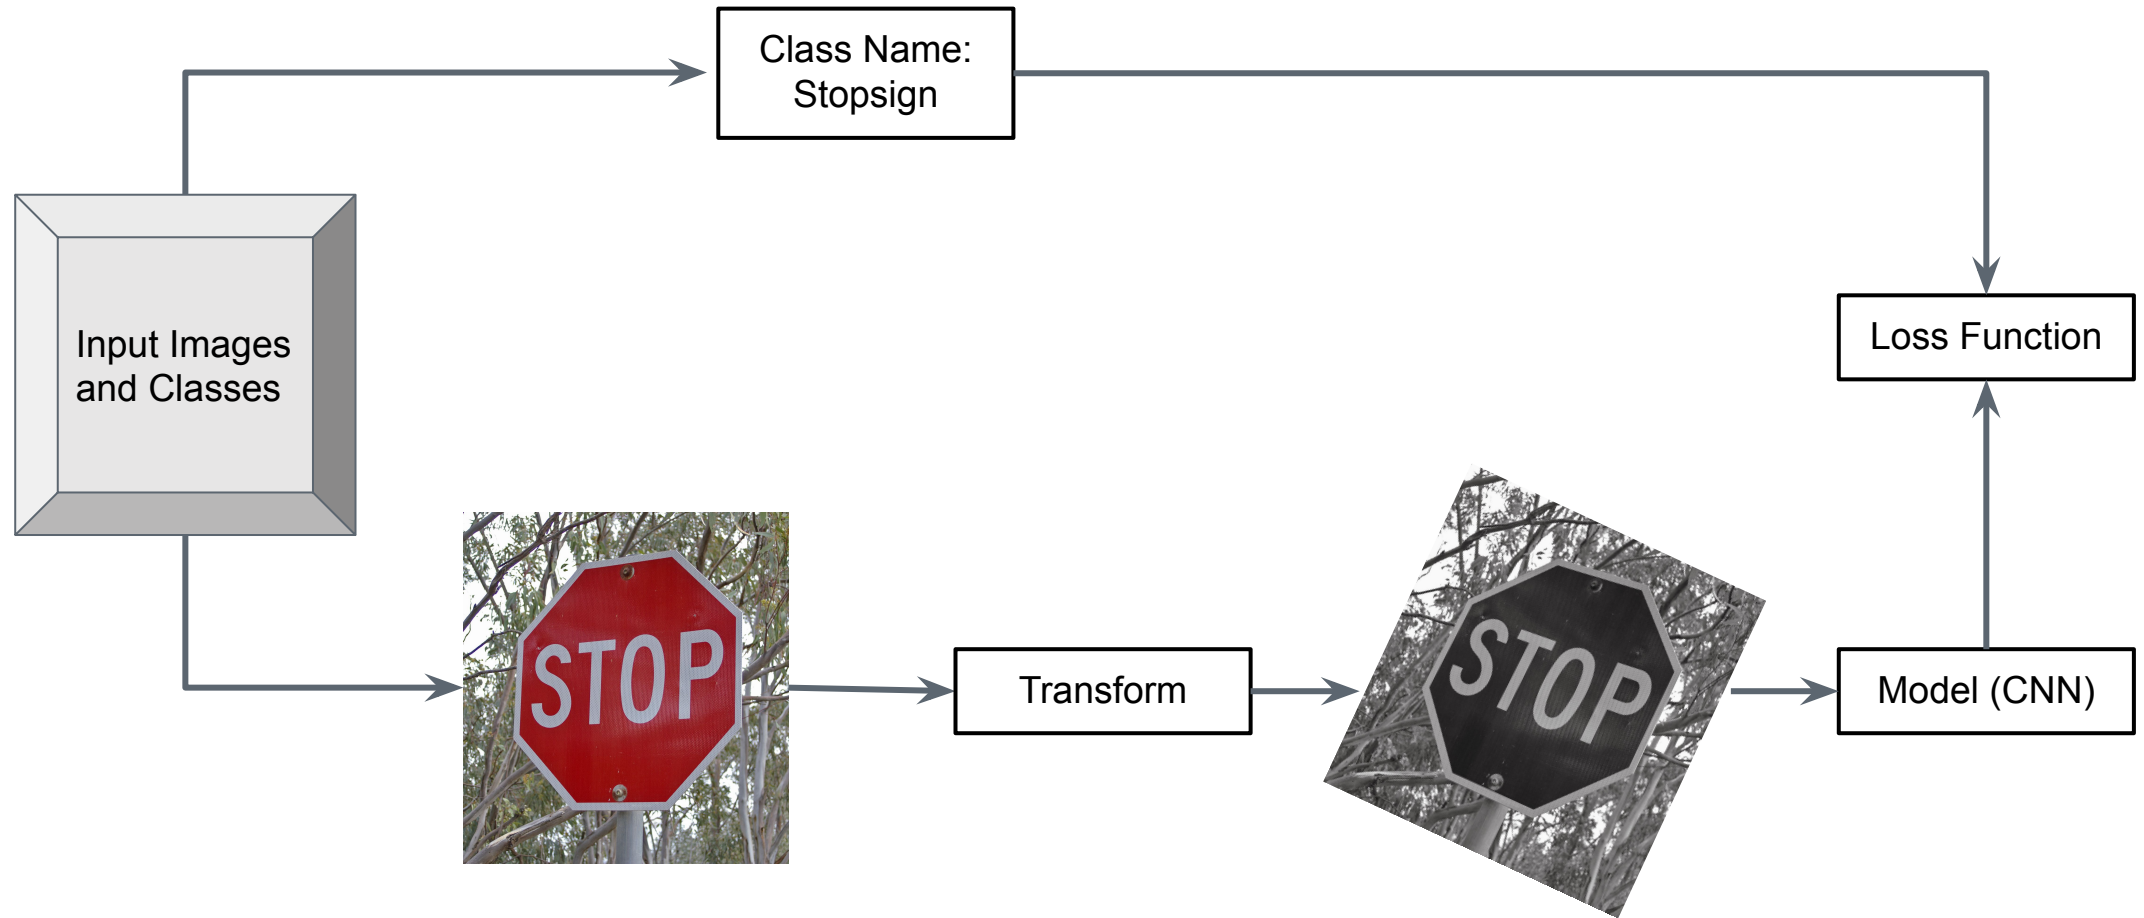 Class Name:
Stopsign
Input Images
and Classes
Loss Function
STOP
Transform
STOP
Model (CNN)